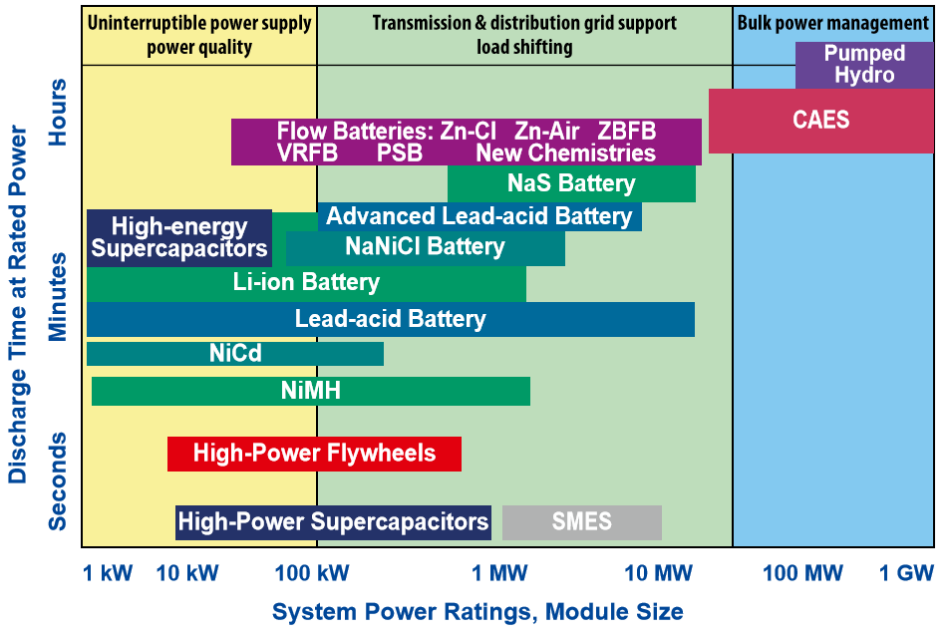 Uninterruptible power supply
power quality
Transmission & distribution grid support
load shifting
Bulk power management
Pumped
Hydro
CAES
Flow Batteries: Zn-Cl Zn-Air ZBFB
VRFB PSB New Chemistries
NaS Battery
Advanced Lead-acid Battery
High-energy
Supercapacitors
NaNiCl Battery
Li-ion Battery
Lead-acid Battery
NiCd
NiMH
High-Power Flywheels
High-Power Supercapacitors
SMES
Discharge Time at Rated Power
Hours
Minutes
Seconds
1 kW 10 kW 100 kW 1 MW 10 MW 100 MW 1 GW
System Power Ratings, Module Size